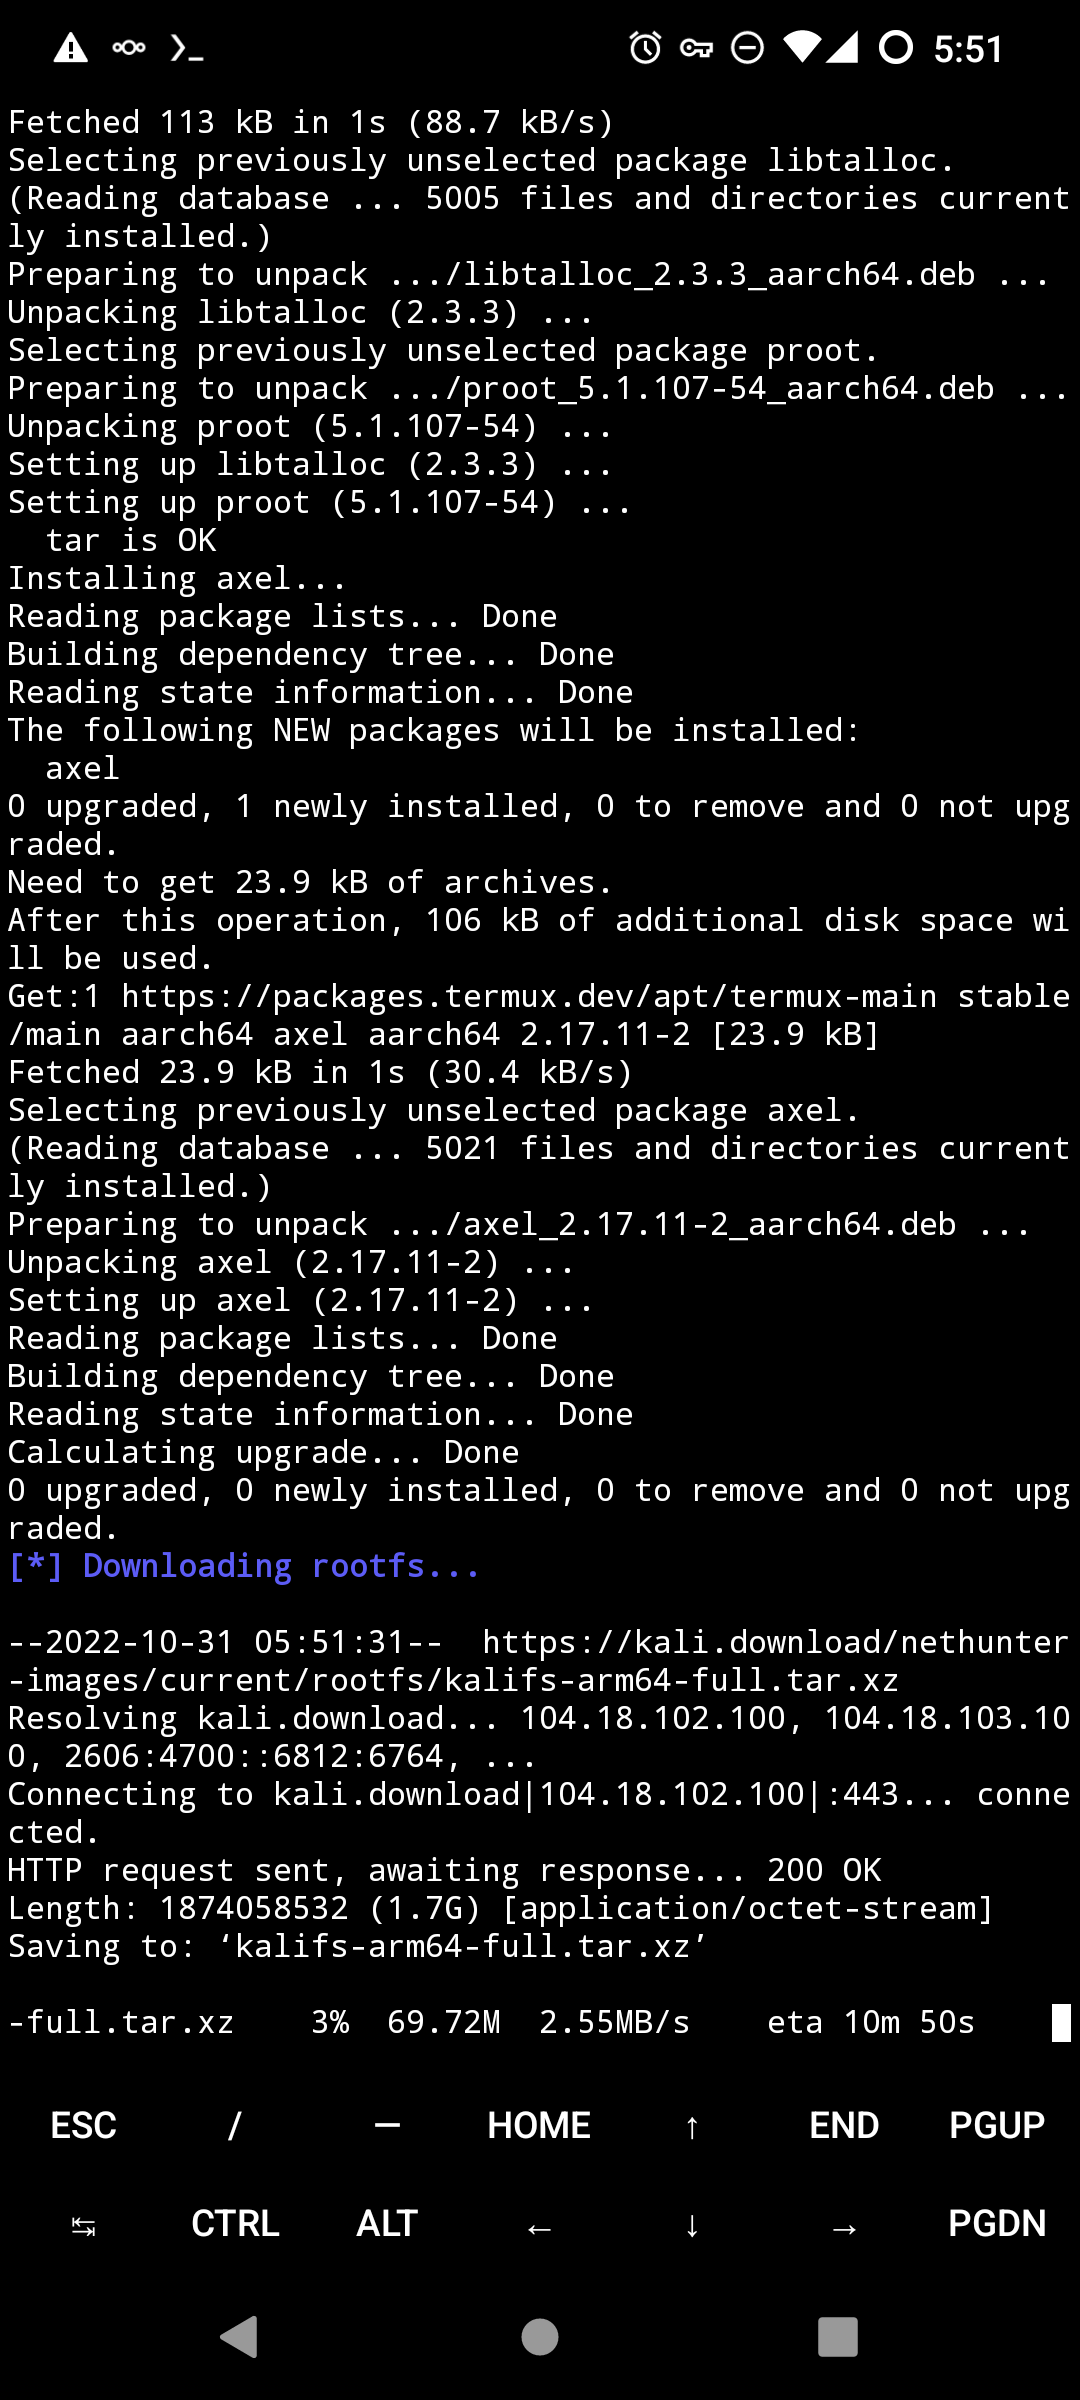 5:51
Fetched 113 kB in 1s (88.7 kB/s)
Selecting previously unselected package libtalloc.
(Reading database ... 5005 files and directories current
ly installed.)
Preparing to unpack .../libtalloc_2.3.3_aarch64.deb ...
Unpacking libtalloc (2.3.3) ...
Selecting previously unselected package proot.
Preparing to unpack .../proot_5.1.107-54_aarch64.deb ...
Unpacking proot (5.1.107-54) ...
Setting up libtalloc (2.3.3) ...
Setting up proot (5.1.107-54) ...
  tar is OK
Installing axel...
Reading package lists... Done
Building dependency tree... Done
Reading state information... Done
The following NEW packages will be installed:
  axel
0 upgraded, 1 newly installed, 0 to remove and 0 not upg
raded.
Need to get 23.9 kB of archives.
After this operation, 106 kB of additional disk space wi
ll be used.
Get:1 https://packages.termux.dev/apt/termux-main stable
/main aarch64 axel aarch64 2.17.11-2 [23.9 kB]
Fetched 23.9 kB in 1s (30.4 kB/s)
Selecting previously unselected package axel.
(Reading database ... 5021 files and directories current
ly installed.)
Preparing to unpack .../axel_2.17.11-2_aarch64.deb ...
Unpacking axel (2.17.11-2) ...
Setting up axel (2.17.11-2) ...
Reading package lists... Done
Building dependency tree... Done
Reading state information... Done
Calculating upgrade... Done
0 upgraded, 0 newly installed, 0 to remove and 0 not upg
raded.
[*] Downloading rootfs...
--2022-10-31 05:51:31--  https://kali.download/nethunter
-images/current/rootfs/kalifs-arm64-full.tar.xz
Resolving kali.download... 104.18.102.100, 104.18.103.10
0, 2606:4700::6812:6764, ...
Connecting to kali.download|104.18.102.100|:443... conne
cted.
HTTP request sent, awaiting response... 200 OK
Length: 1874058532 (1.7G) [application/octet-stream]
Saving to: ‘kalifs-arm64-full.tar.xz’
-full.tar.xz    3%  69.72M  2.55MB/s    eta 10m 50s
ESC / — HOME ↑ END PGUP
↹ CTRL ALT ← ↓ → PGDN